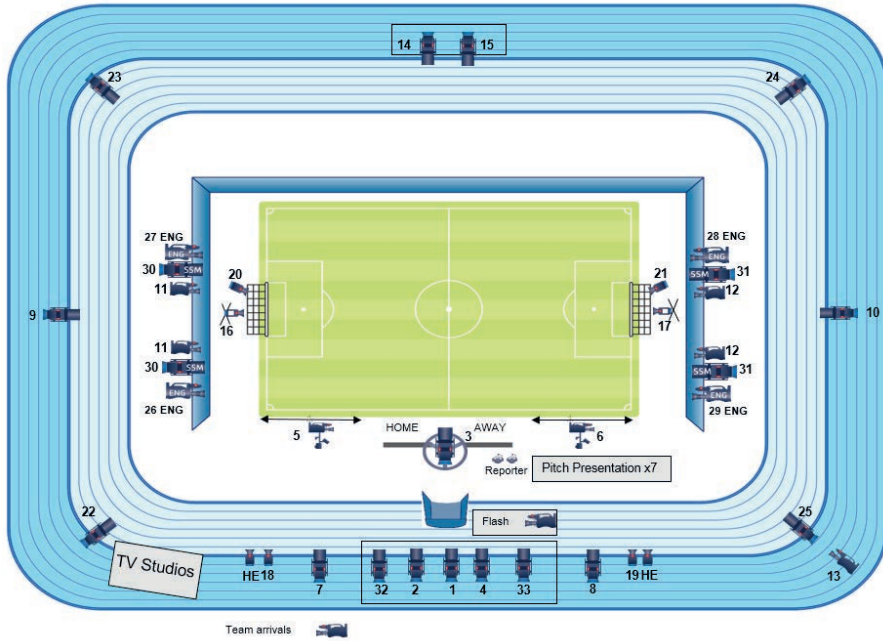 14 15
23 24
27 ENG 28 ENG
ENG ENG
30 SSM SSM 31
20 21
11 12
9 16 17 10
11 12
30 SSM SSM 31
ENG ENG
26 ENG 29 ENG
5 HOME 3 AWAY 6
Reporter Pitch Presentation x7
22 Flash 25
TV Studios
HE 18 19 HE 13
7 32 2 1 4 33 8
Team arrivals